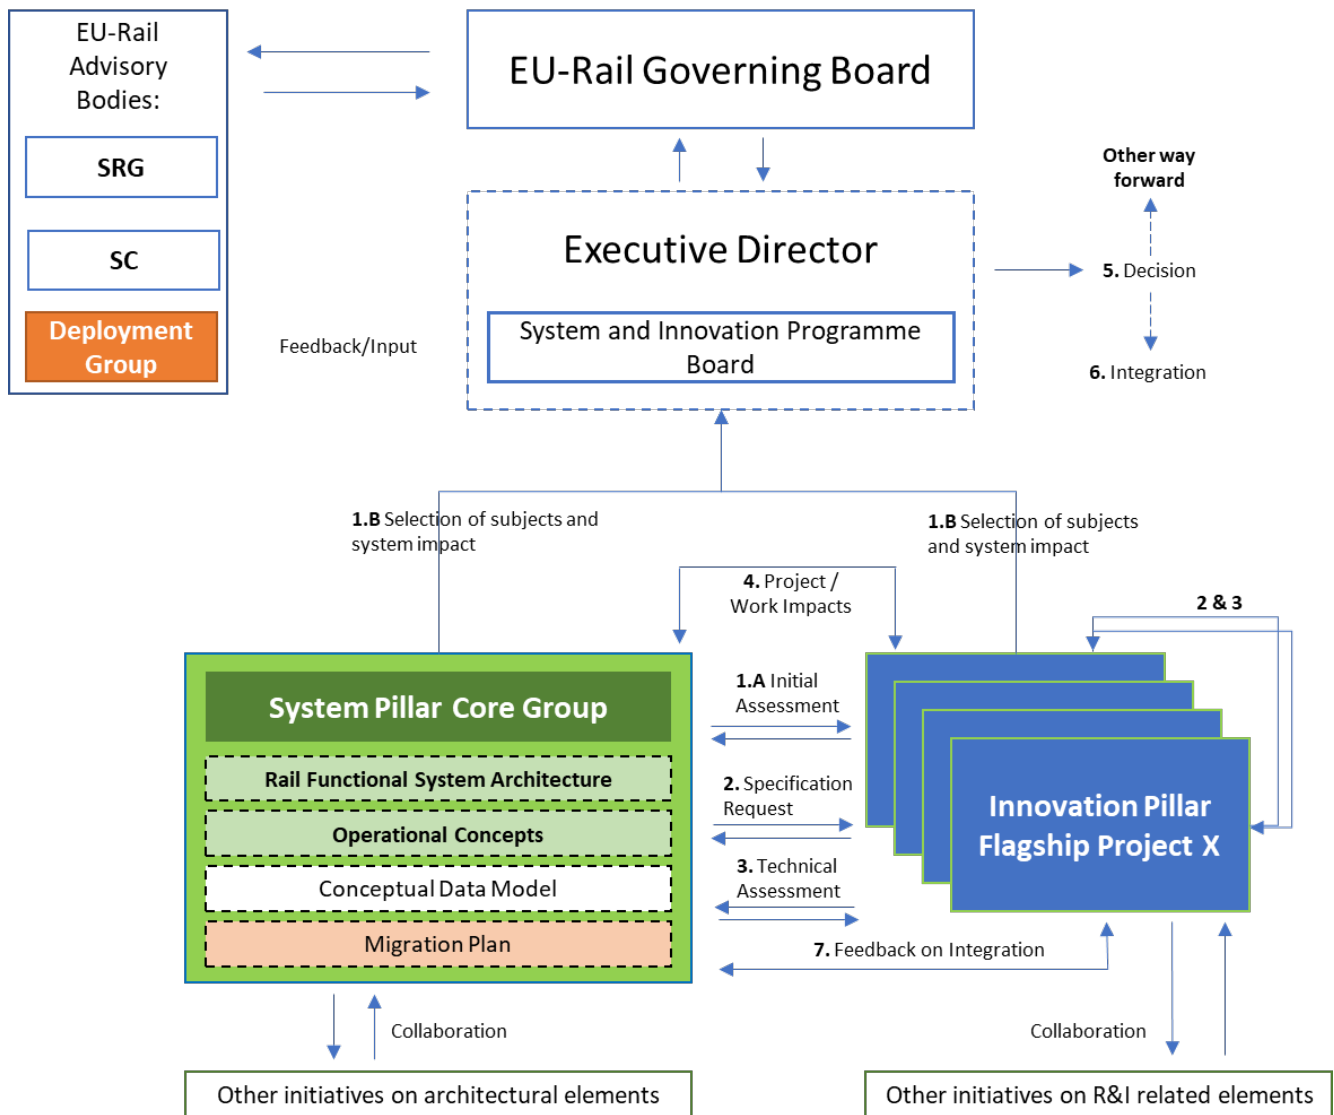 EU-Rail
Advisory
Bodies:
SRG
SC
Deployment
Group
EU-Rail Governing Board
Executive Director
System and Innovation Programme
Board
Feedback/Input
Other way
forward
5. Decision
6. Integration
1.B Selection of subjects and
system impact
1.B Selection of subjects
and system impact
4. Project /
Work Impacts
2 & 3
System Pillar Core Group
Rail Functional System Architecture
Operational Concepts
Conceptual Data Model
Migration Plan
1.A Initial
Assessment
2. Specification
Request
3. Technical
Assessment
7. Feedback on Integration
Innovation Pillar
Flagship Project X
Collaboration
Collaboration
Other initiatives on architectural elements
Other initiatives on R&I related elements